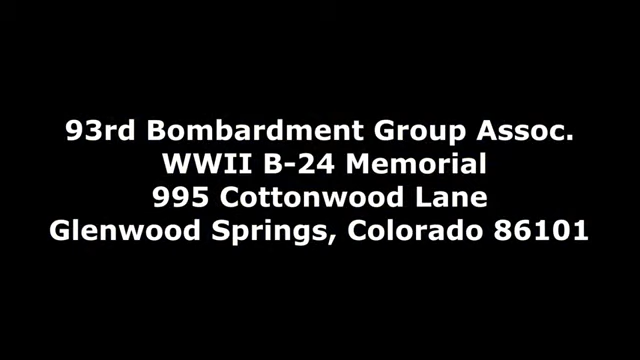 93rd Bombardment Group Assoc.
WWII B-24 Memorial
995 Cottonwood Lane
Glenwood Springs, Colorado 86101